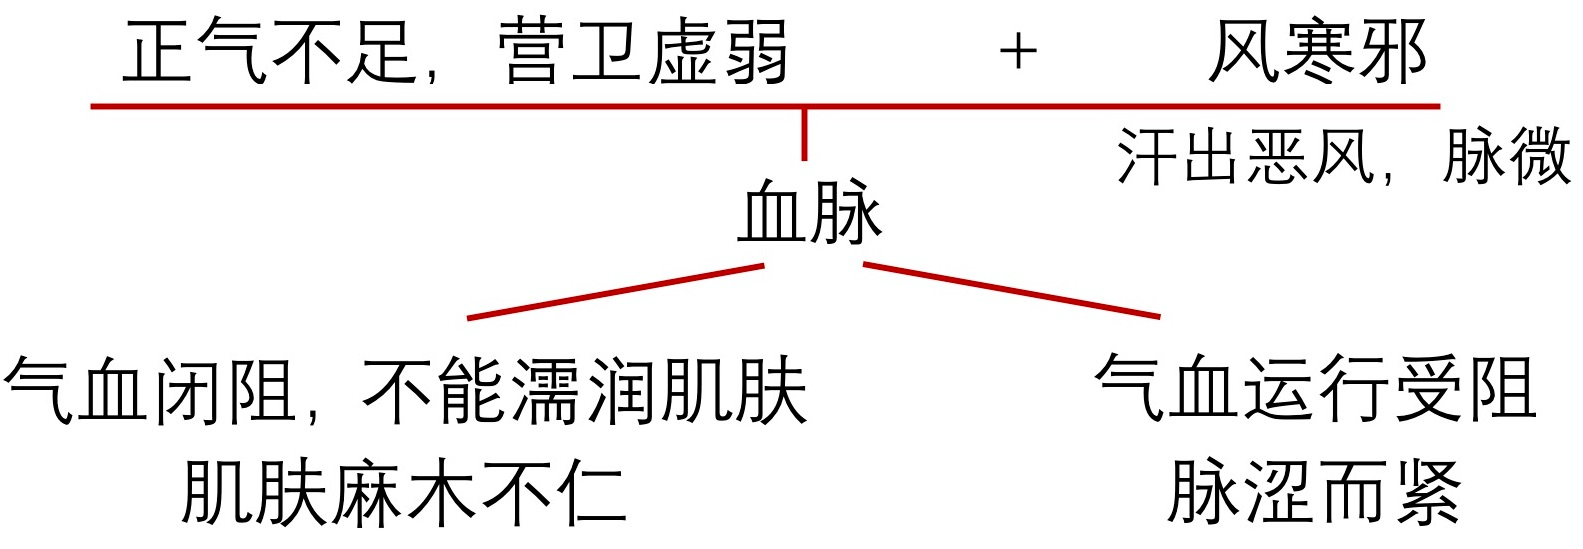 正气不足，营卫虚弱 + 风寒邪
汗出恶风，脉微
血脉
气血闭阻，不能濡润肌肤 气血运行受阻
肌肤麻木不仁 脉涩而紧